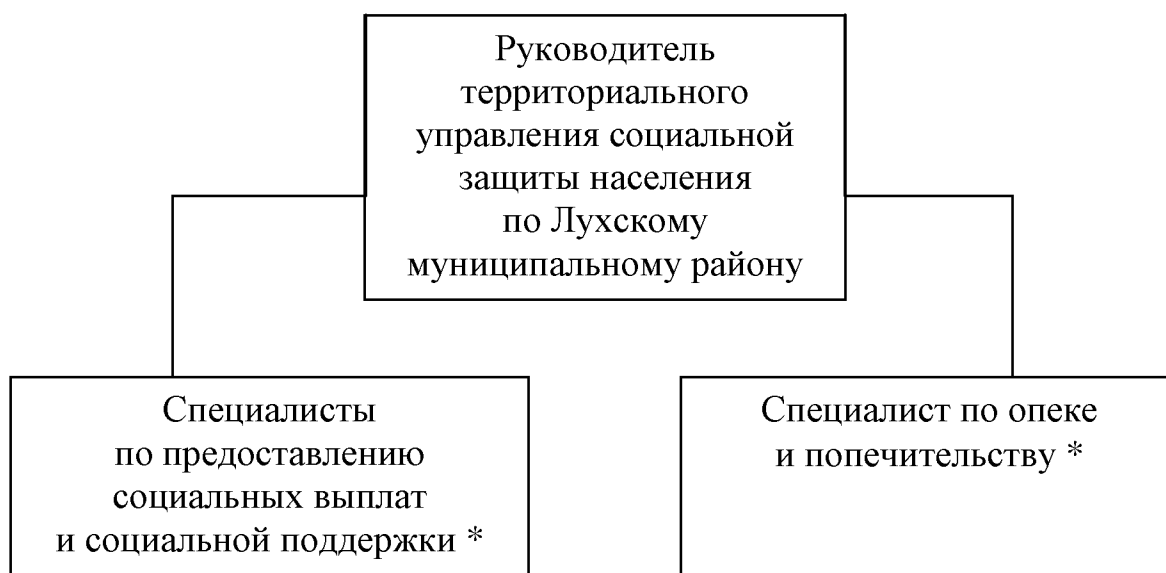 Руководитель
территориального
управления социальной
защиты населения
по Лухскому
муниципальному району
Специалисты
по предоставлению
социальных выплат
и социальной поддержки *
Специалист по опеке
и попечительству *